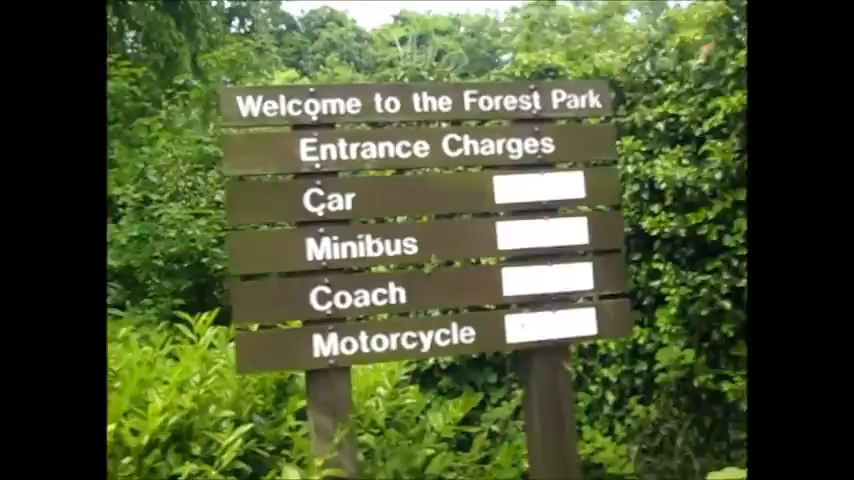 Welcome to the Forest Park
Entrance Charges
Car
Minibus
Coach
Motorcycle